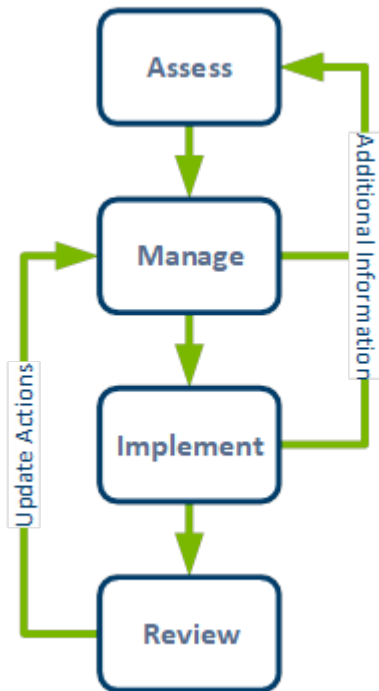 Assess
Additional Information
Manage
Update Actions
Implement
Review